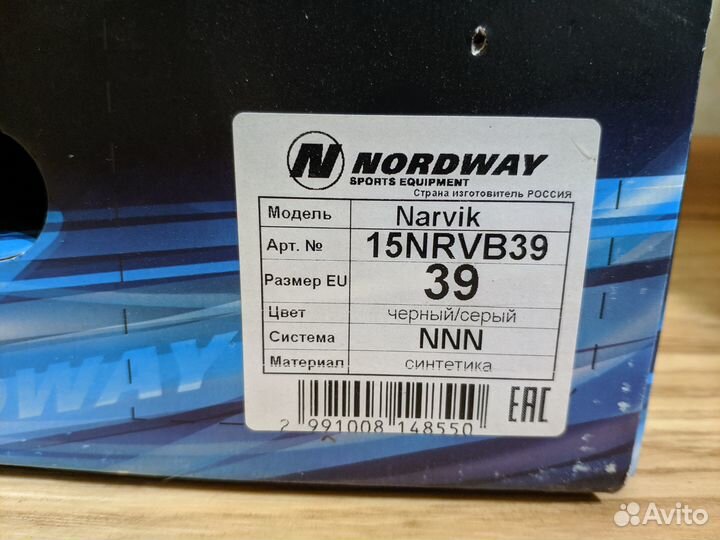 N NORDWAY
SPORTS EQUIPMENT
Страна изготовитель РОССИЯ
Модель Narvik
Арт. № 15NRVB39
Размер EU 39
Цвет черный/серый
Система NNN
Материал синтетика
2 991008 148550
EAC
RDWAY
Avito